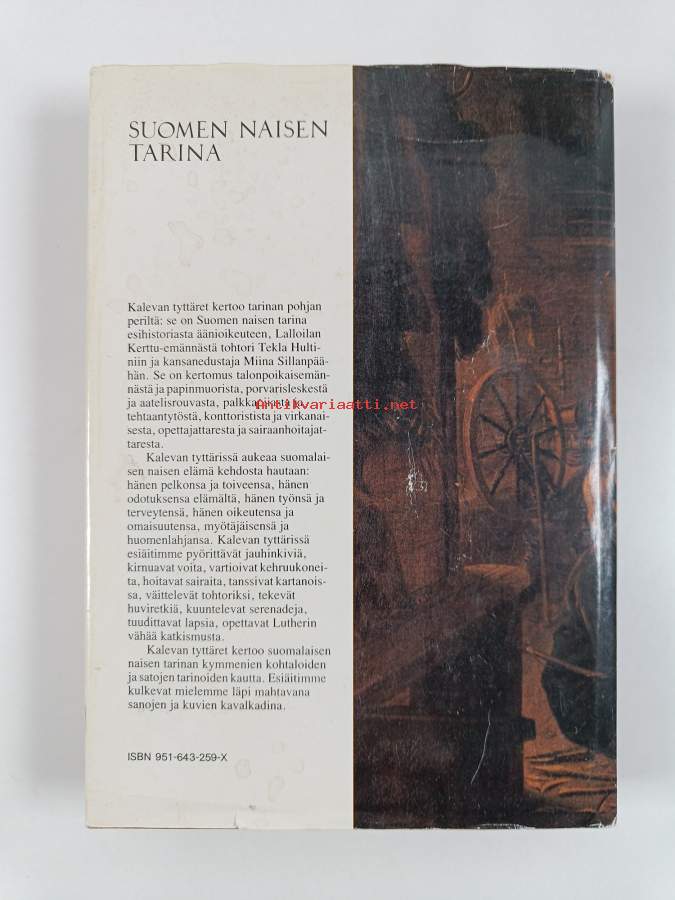 SUOMEN NAISEN
TARINA
Kalevan tyttäret kertoo tarinan pohjan
periltä: se on Suomen naisen tarina
esihistoriasta äänioikeuteen, Lalloilan
Kerttu-emännästä tohtori Tekla Hulti-
niin ja kansanedustaja Miina Sillanpää-
hän. Se on kertomus talonpoikaisemän-
nästä ja papinmuorista, porvarisleskestä
ja aatelisrouvasta, palkkapiiasta ja
Antikvariaatti.net
tehtaantytöstä, konttorististä ja virkanai-
sesta, opettajattaresta ja sairaanhoitajat-
taresta.
Kalevan tyttärissä aukeaa suomalai-
sen naisen elämä kehdosta hautaan:
hänen pelkonsa ja toiveensa, hänen
odotuksensa elämältä, hänen työnsä ja
terveytensä, hänen oikeutensa ja
omaisuutensa, myötäjäisensä ja
huomenlahjansa. Kalevan tyttärissä
esiäitimme pyörittävät jauhinkiviä,
kirnuavat voita, vartioivat kehruukonei-
ta, hoitavat sairaita, tanssivat kartanois-
sa, väittelevät tohtoriksi, tekevät
huviretkiä, kuuntelevat serenadeja,
tuudittavat lapsia, opettavat Lutherin
vähää katkismusta.
Kalevan tyttäret kertoo suomalaisen
naisen tarinan kymmenien kohtaloiden
ja satojen tarinoiden kautta. Esiäitimme
kulkevat mielemme läpi mahtavana
sanojen ja kuvien kavalkadina.
ISBN 951-643-259-X